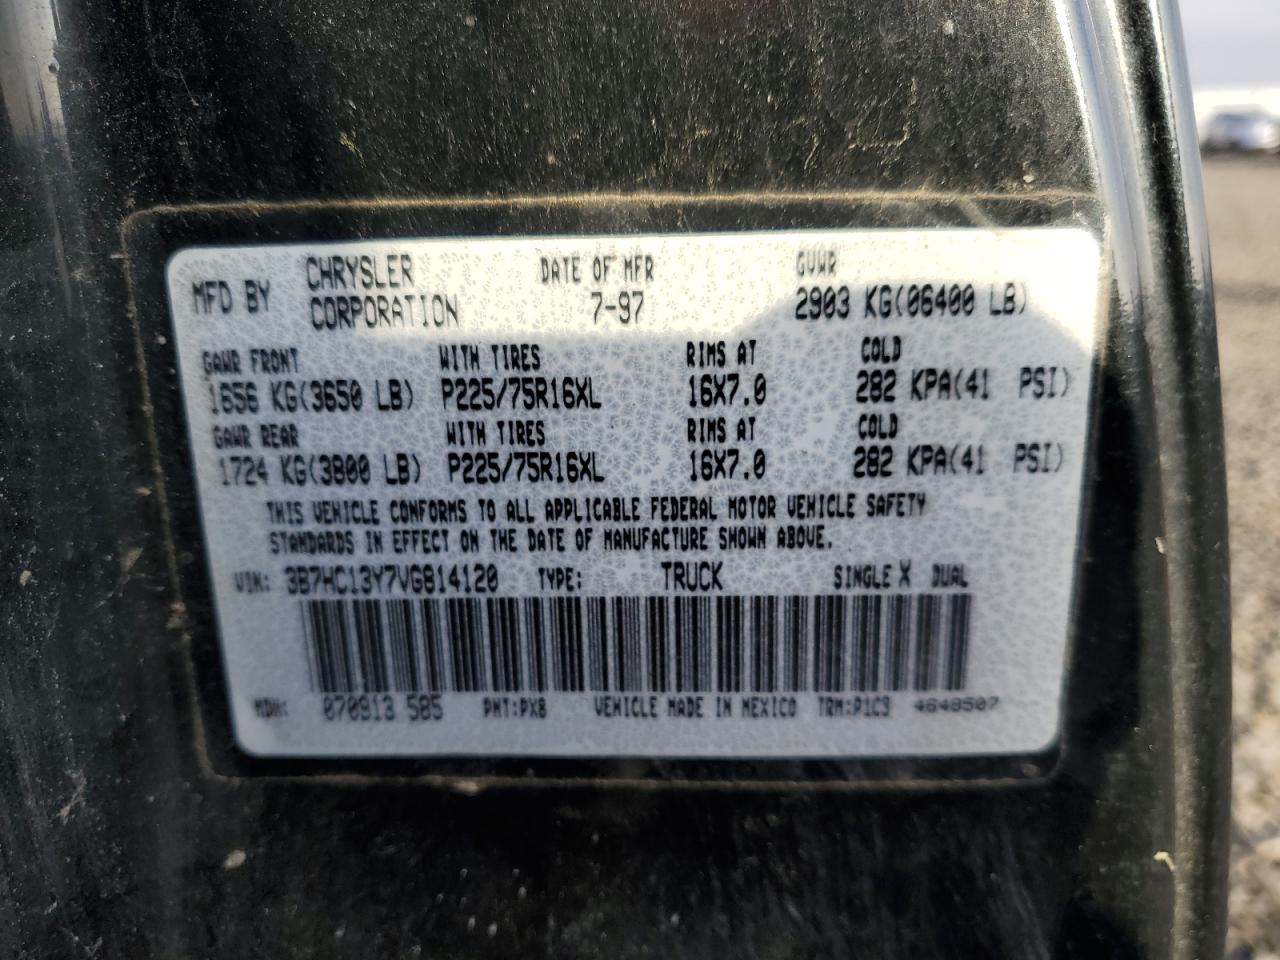 MFD BY CHRYSLER CORPORATION DATE OF MFR 7-97 GVWR 2903 KG(06400 LB)
GAWR FRONT WITH TIRES RIMS AT COLD
1656 KG(3650 LB) P225/75R16XL 16X7.0 282 KPA(41 PSI)
GAWR REAR WITH TIRES RIMS AT COLD
1724 KG(3800 LB) P225/75R16XL 16X7.0 282 KPA(41 PSI)
THIS VEHICLE CONFORMS TO ALL APPLICABLE FEDERAL MOTOR VEHICLE SAFETY
STANDARDS IN EFFECT ON THE DATE OF MANUFACTURE SHOWN ABOVE.
VIN: 3B7HC13Y7VG814120 TYPE: TRUCK SINGLE X DUAL
MDH: 070913 585 PNT:PX8 VEHICLE MADE IN MEXICO TRM:P1C3 4648507